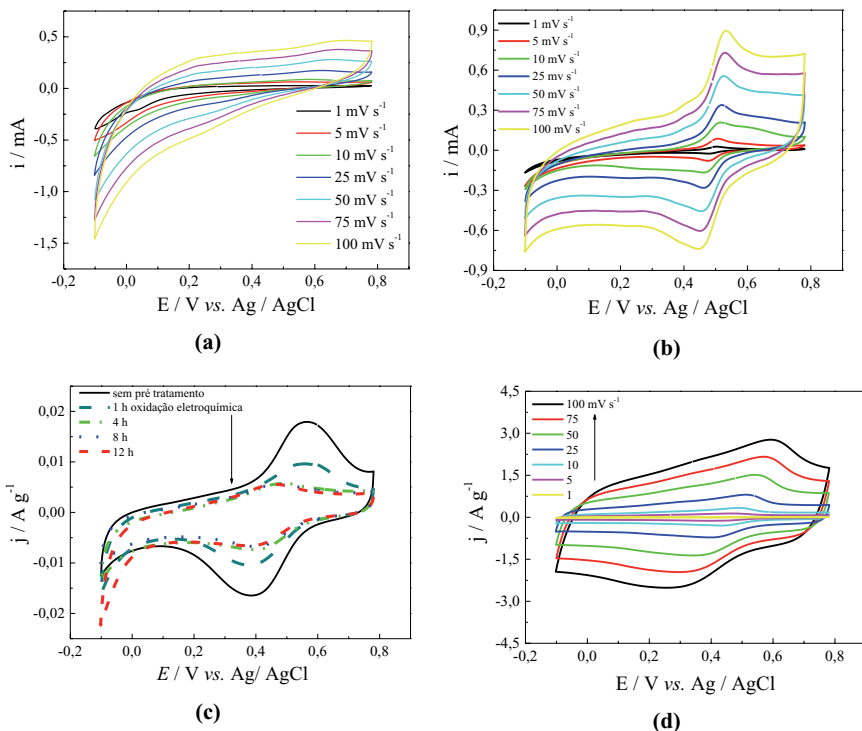 0,5
0,0
-0,5
-1,0
-1,5
i / mA
1 mV s⁻¹
5 mV s⁻¹
10 mV s⁻¹
25 mV s⁻¹
50 mV s⁻¹
75 mV s⁻¹
100 mV s⁻¹
-0,2 0,0 0,2 0,4 0,6 0,8
E / V vs. Ag / AgCl
(a)
0,9
0,6
0,3
0,0
-0,3
-0,6
-0,9
i / mA
1 mV s⁻¹
5 mV s⁻¹
10 mV s⁻¹
25 mv s⁻¹
50 mV s⁻¹
75 mV s⁻¹
100 mV s⁻¹
-0,2 0,0 0,2 0,4 0,6 0,8
E / V vs. Ag / AgCl
(b)
0,02
0,01
0,00
-0,01
-0,02
j / A g⁻¹
sem pré tratamento
1 h oxidação eletroquímica
4 h
8 h
12 h
-0,2 0,0 0,2 0,4 0,6 0,8
E / V vs. Ag/ AgCl
(c)
4,5
3,0
1,5
0,0
-1,5
-3,0
-4,5
j / A g⁻¹
100 mV s⁻¹
75
50
25
10
5
1
-0,2 0,0 0,2 0,4 0,6 0,8
E / V vs. Ag / AgCl
(d)